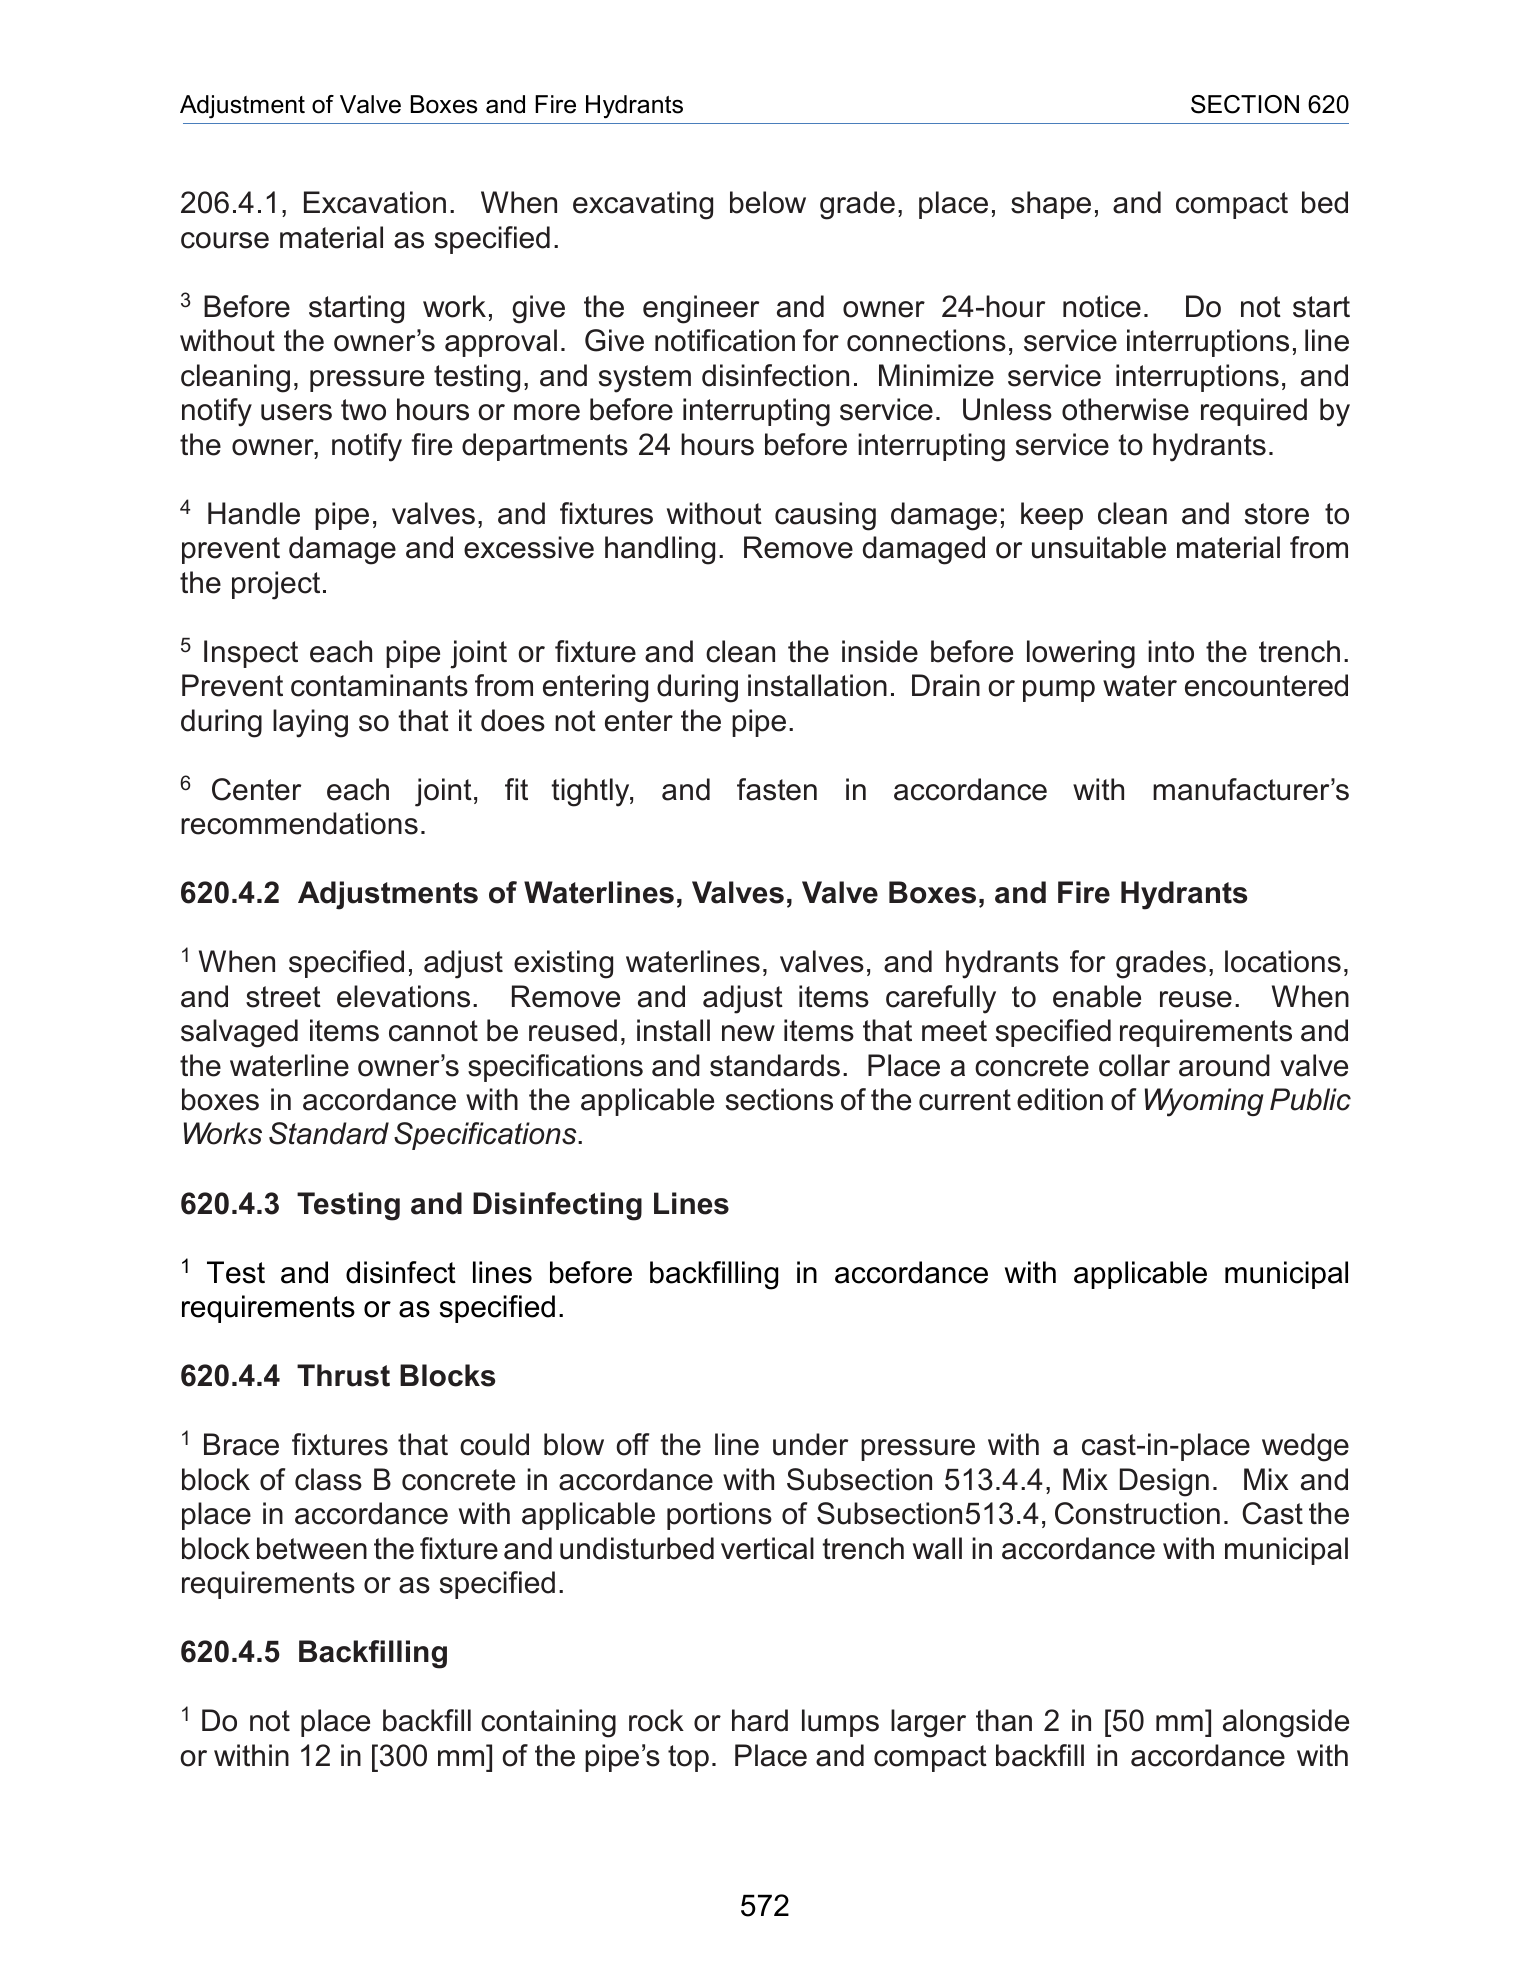 Adjustment of Valve Boxes and Fire Hydrants SECTION 620
206.4.1, Excavation. When excavating below grade, place, shape, and compact bed
course material as specified.
3 Before starting work, give the engineer and owner 24-hour notice. Do not start
without the owner’s approval. Give notification for connections, service interruptions, line
cleaning, pressure testing, and system disinfection. Minimize service interruptions, and
notify users two hours or more before interrupting service. Unless otherwise required by
the owner, notify fire departments 24 hours before interrupting service to hydrants.
4 Handle pipe, valves, and fixtures without causing damage; keep clean and store to
prevent damage and excessive handling. Remove damaged or unsuitable material from
the project.
5 Inspect each pipe joint or fixture and clean the inside before lowering into the trench.
Prevent contaminants from entering during installation. Drain or pump water encountered
during laying so that it does not enter the pipe.
6 Center each joint, fit tightly, and fasten in accordance with manufacturer’s
recommendations.
620.4.2 Adjustments of Waterlines, Valves, Valve Boxes, and Fire Hydrants
1 When specified, adjust existing waterlines, valves, and hydrants for grades, locations,
and street elevations. Remove and adjust items carefully to enable reuse. When
salvaged items cannot be reused, install new items that meet specified requirements and
the waterline owner’s specifications and standards. Place a concrete collar around valve
boxes in accordance with the applicable sections of the current edition of Wyoming Public
Works Standard Specifications.
620.4.3 Testing and Disinfecting Lines
1 Test and disinfect lines before backfilling in accordance with applicable municipal
requirements or as specified.
620.4.4 Thrust Blocks
1 Brace fixtures that could blow off the line under pressure with a cast-in-place wedge
block of class B concrete in accordance with Subsection 513.4.4, Mix Design. Mix and
place in accordance with applicable portions of Subsection513.4, Construction. Cast the
block between the fixture and undisturbed vertical trench wall in accordance with municipal
requirements or as specified.
620.4.5 Backfilling
1 Do not place backfill containing rock or hard lumps larger than 2 in [50 mm] alongside
or within 12 in [300 mm] of the pipe’s top. Place and compact backfill in accordance with
572